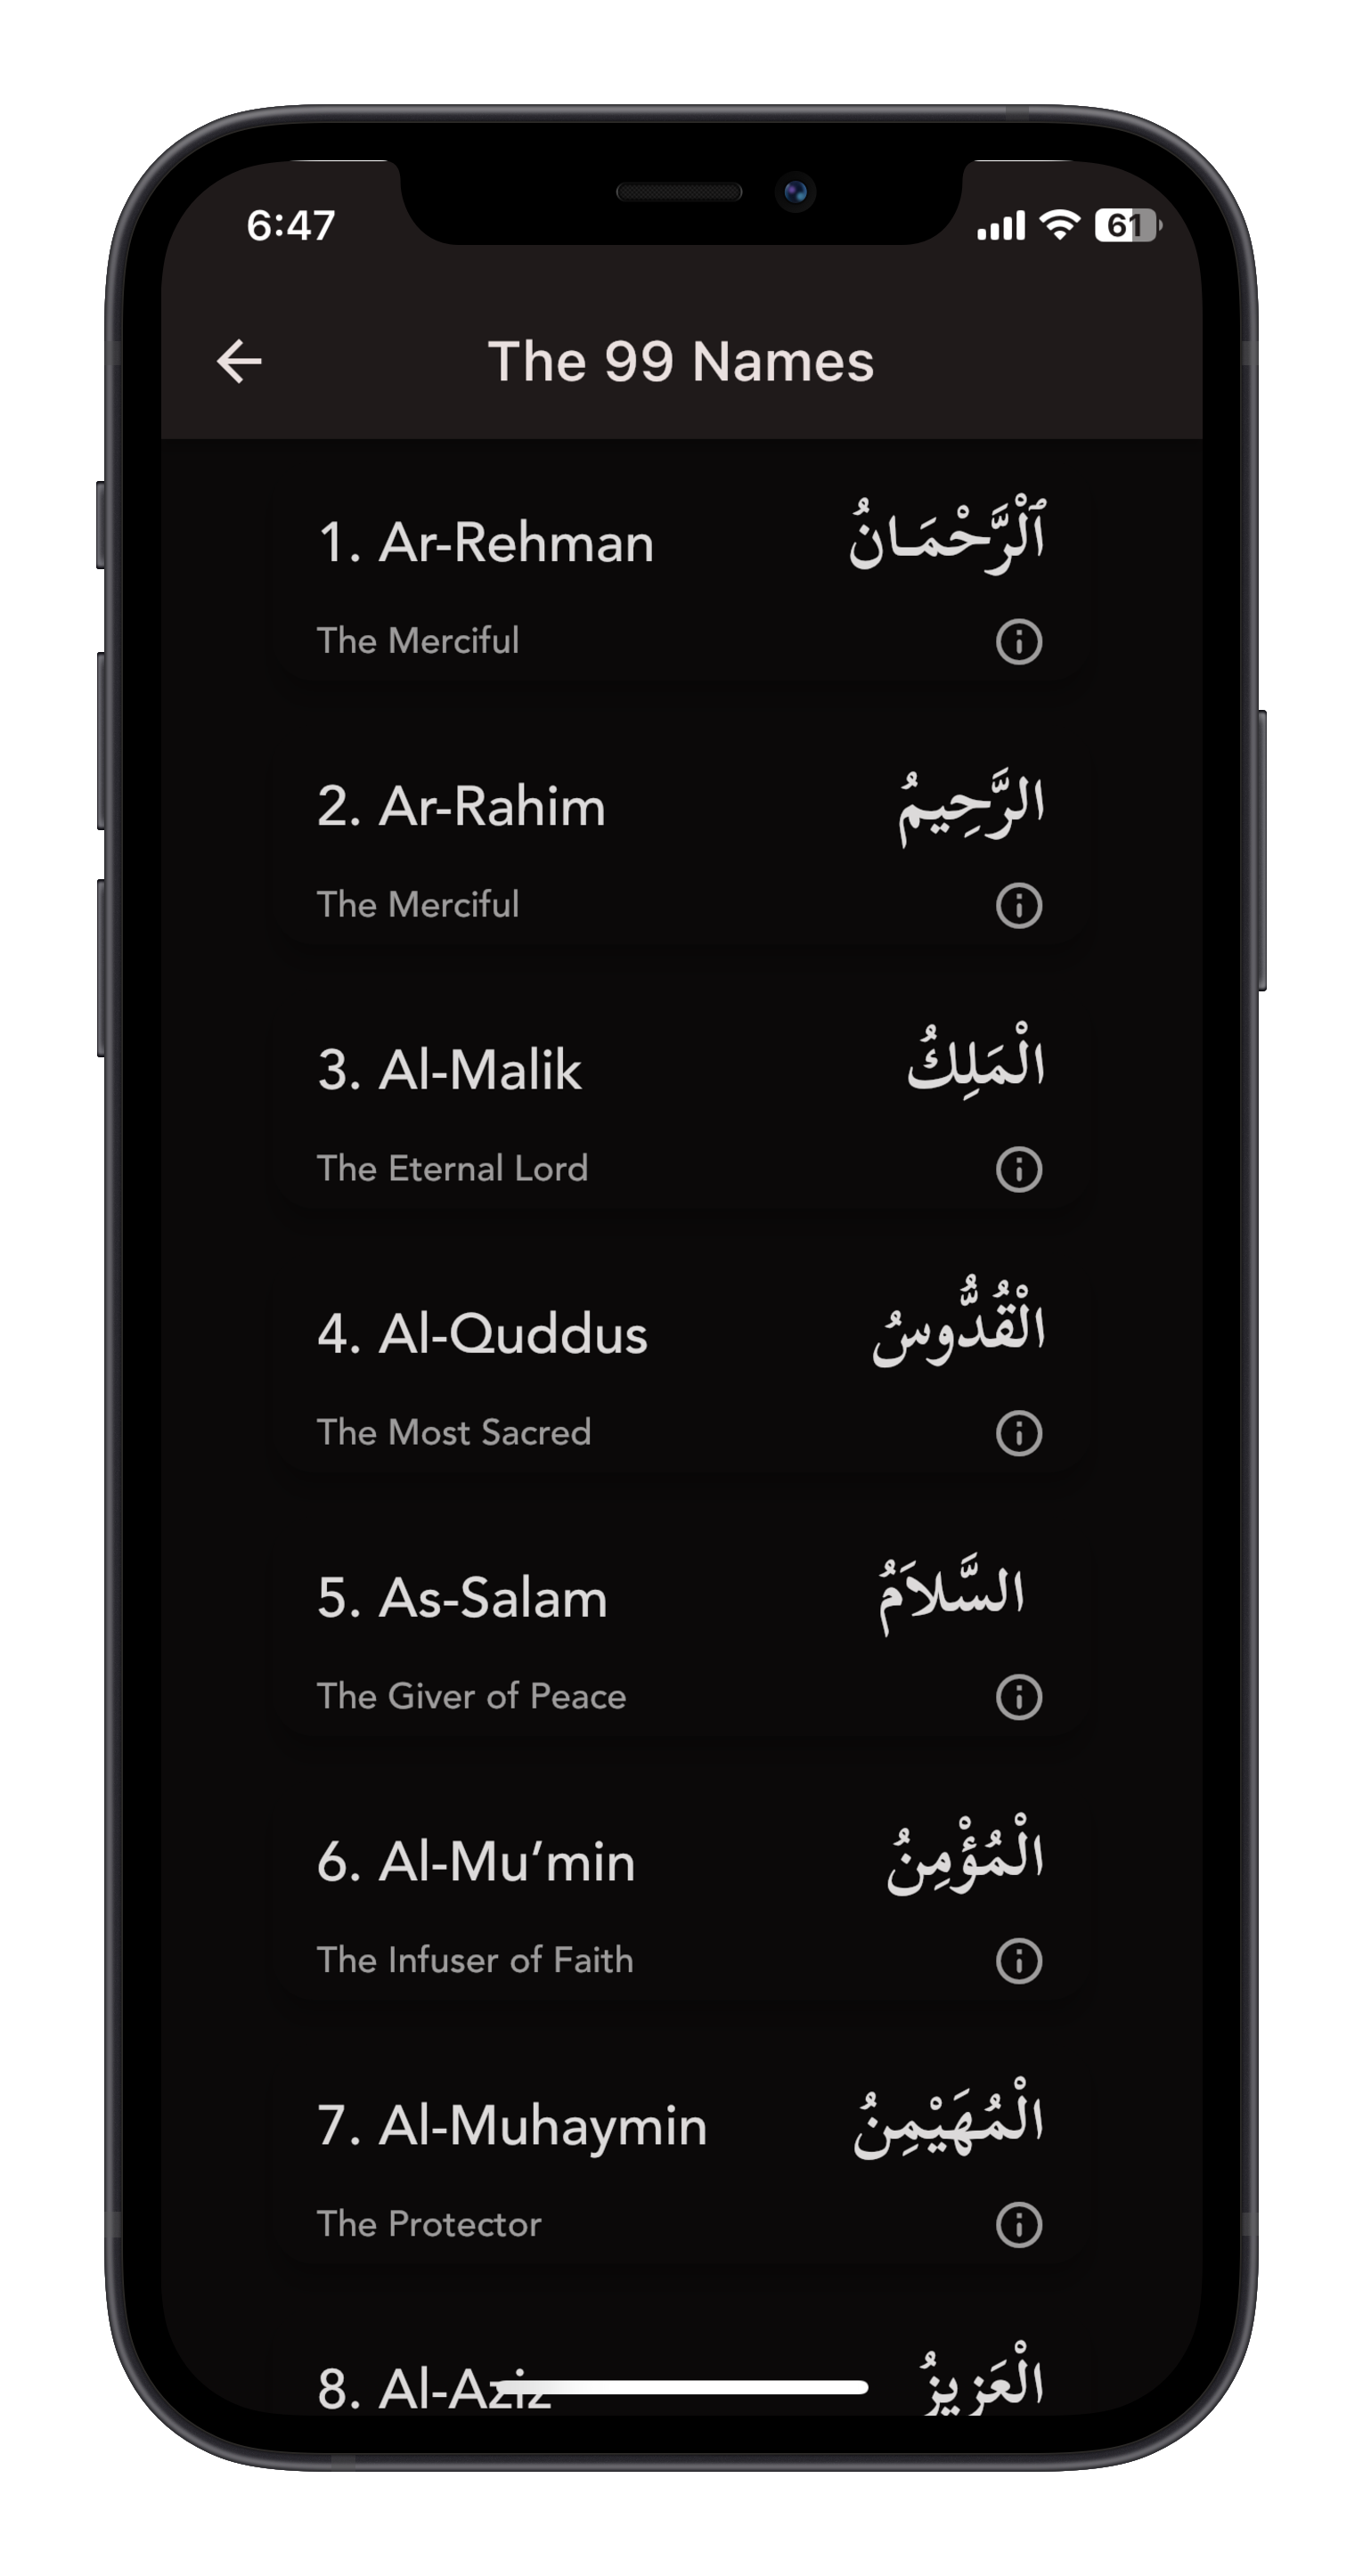 6:47
61
The 99 Names
1. Ar-Rehman ٱلْرَّحْمَـانُ
The Merciful
2. Ar-Rahim الرَّحِيمُ
The Merciful
3. Al-Malik الْمَلِكُ
The Eternal Lord
4. Al-Quddus الْقُدُّوسُ
The Most Sacred
5. As-Salam السَّلاَمُ
The Giver of Peace
6. Al-Mu’min الْمُؤْمِنُ
The Infuser of Faith
7. Al-Muhaymin الْمُهَيْمِنُ
The Protector
8. Al-Aziz الْعَزِيزُ